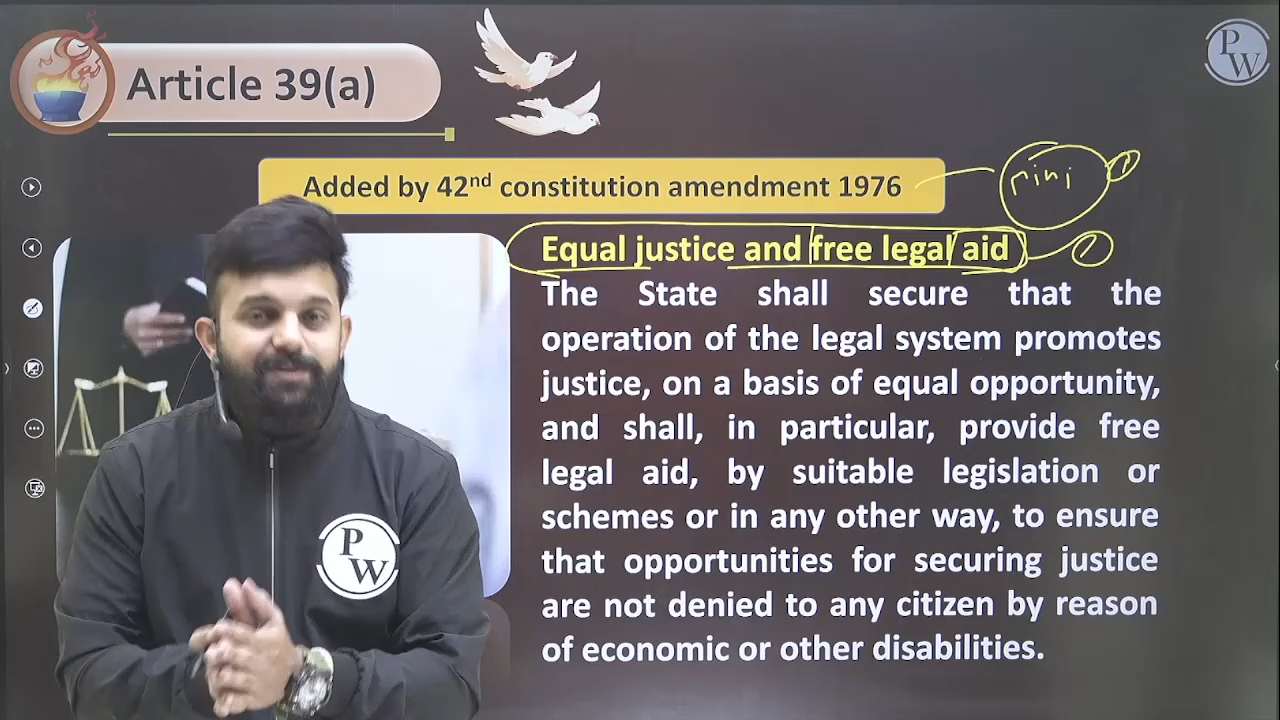 Article 39(a)
PW
Added by 42nd constitution amendment 1976
mini
Equal justice and free legal aid
The State shall secure that the
operation of the legal system promotes
justice, on a basis of equal opportunity,
and shall, in particular, provide free
legal aid, by suitable legislation or
schemes or in any other way, to ensure
that opportunities for securing justice
are not denied to any citizen by reason
of economic or other disabilities.
PW